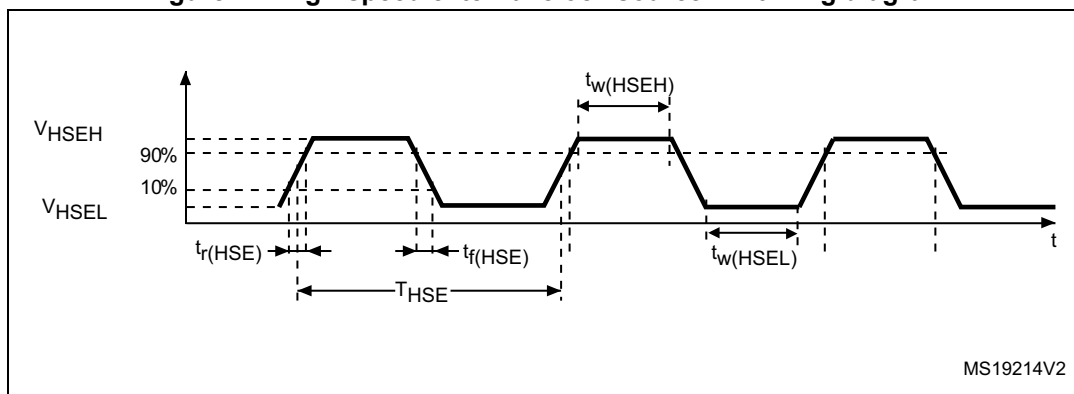 V_HSEH
90%
10%
V_HSEL
t_w(HSEH)
t_r(HSE)
t_f(HSE)
t_w(HSEL)
t
T_HSE
MS19214V2